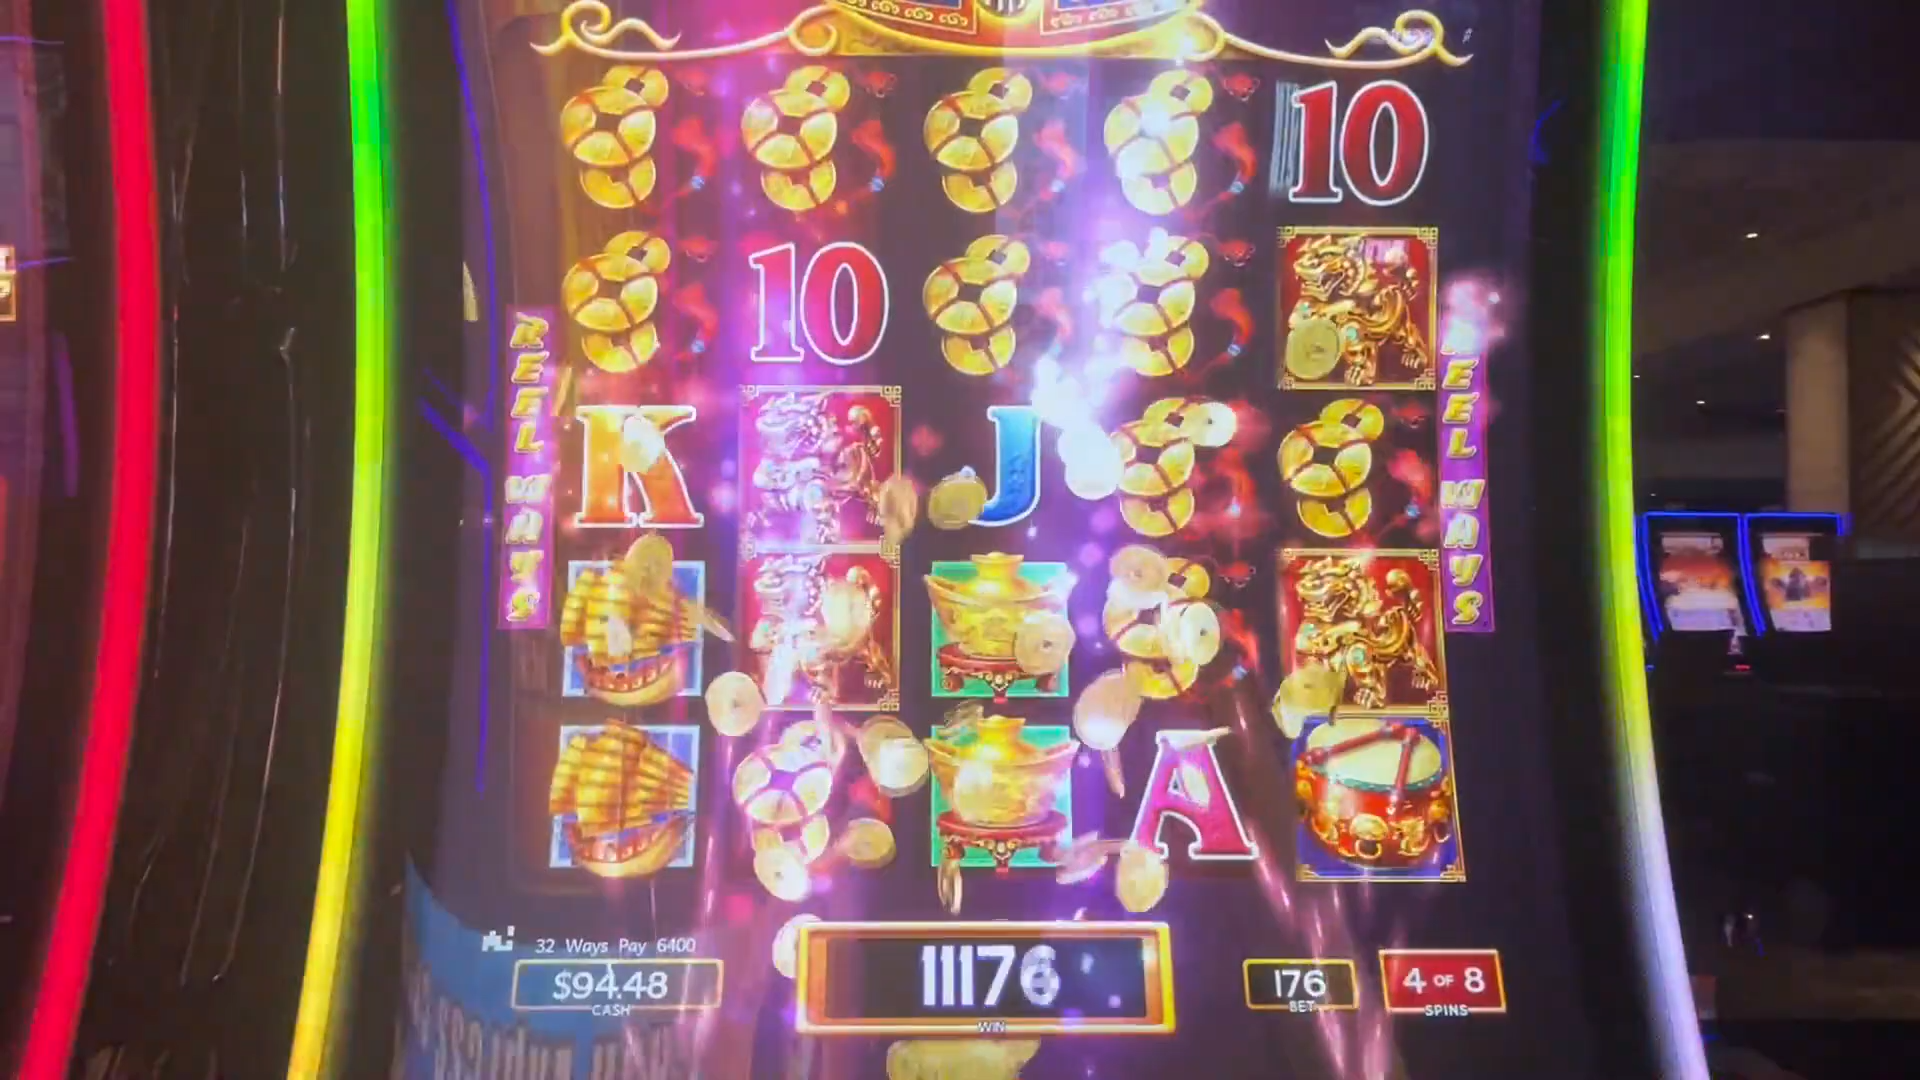 10
10
REEL WAYS
REEL WAYS
K
J
A
32 Ways Pay 6400
$94.48
CASH
11176
WIN
176
BET
4 OF 8
SPINS